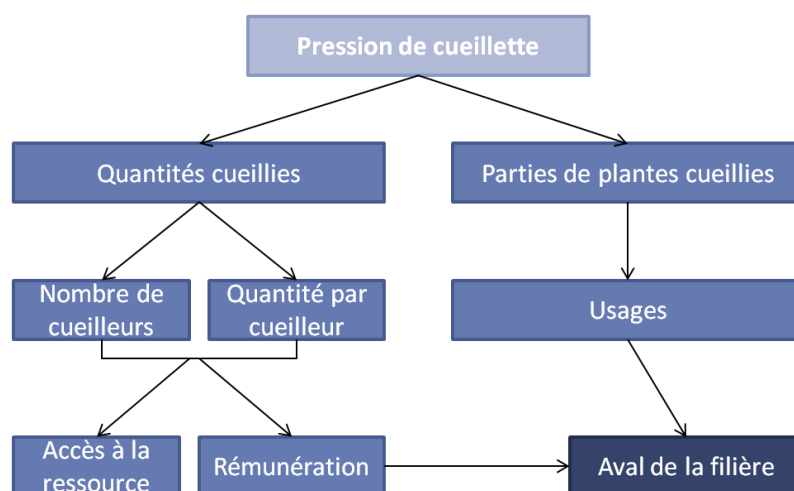 Pression de cueillette
Quantités cueillies
Parties de plantes cueillies
Nombre de
cueilleurs
Quantité par
cueilleur
Usages
Accès à la
ressource
Rémunération
Aval de la filière